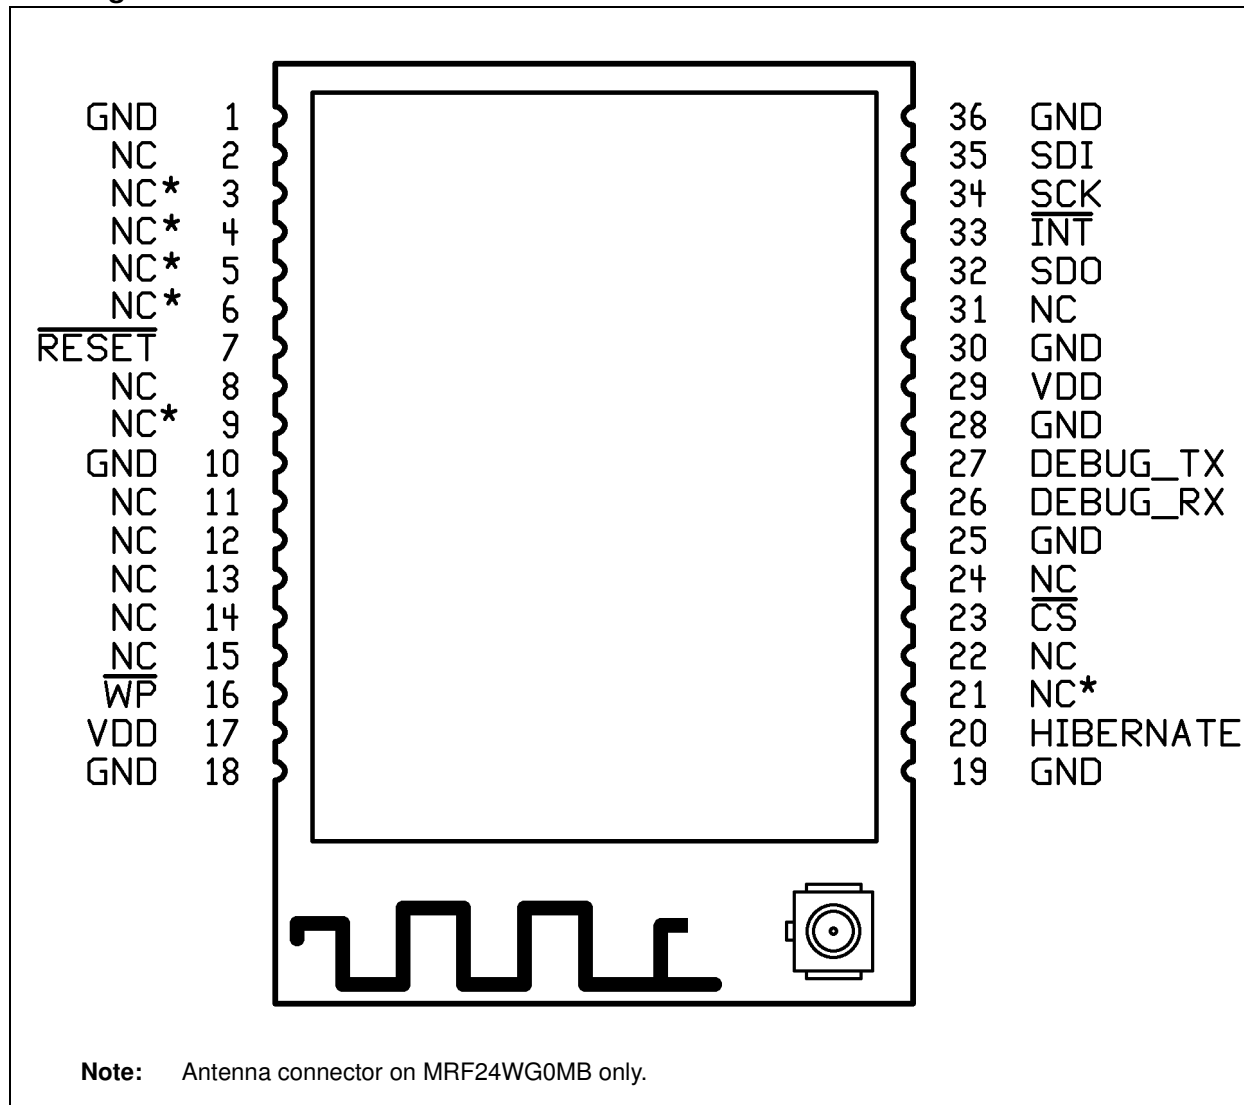 GND 1
NC 2
NC* 3
NC* 4
NC* 5
NC* 6
RESET 7
NC 8
NC* 9
GND 10
NC 11
NC 12
NC 13
NC 14
NC 15
WP 16
VDD 17
GND 18
36 GND
35 SDI
34 SCK
33 INT
32 SDO
31 NC
30 GND
29 VDD
28 GND
27 DEBUG_TX
26 DEBUG_RX
25 GND
24 NC
23 CS
22 NC
21 NC*
20 HIBERNATE
19 GND
Note: Antenna connector on MRF24WG0MB only.